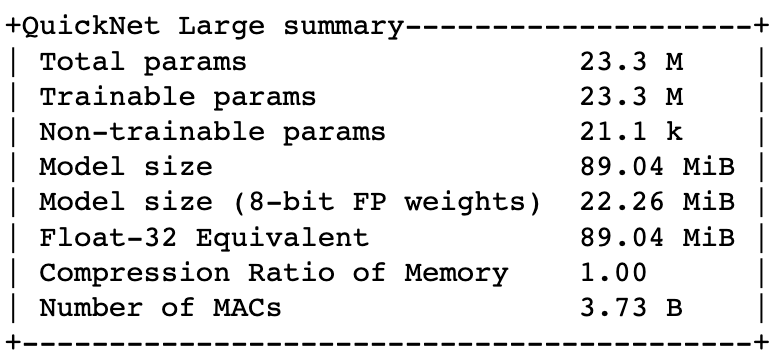 +QuickNet Large summary--------------------+
| Total params                   23.3 M    |
| Trainable params               23.3 M    |
| Non-trainable params           21.1 k    |
| Model size                     89.04 MiB |
| Model size (8-bit FP weights)  22.26 MiB |
| Float-32 Equivalent            89.04 MiB |
| Compression Ratio of Memory    1.00      |
| Number of MACs                 3.73 B    |
+------------------------------------------+